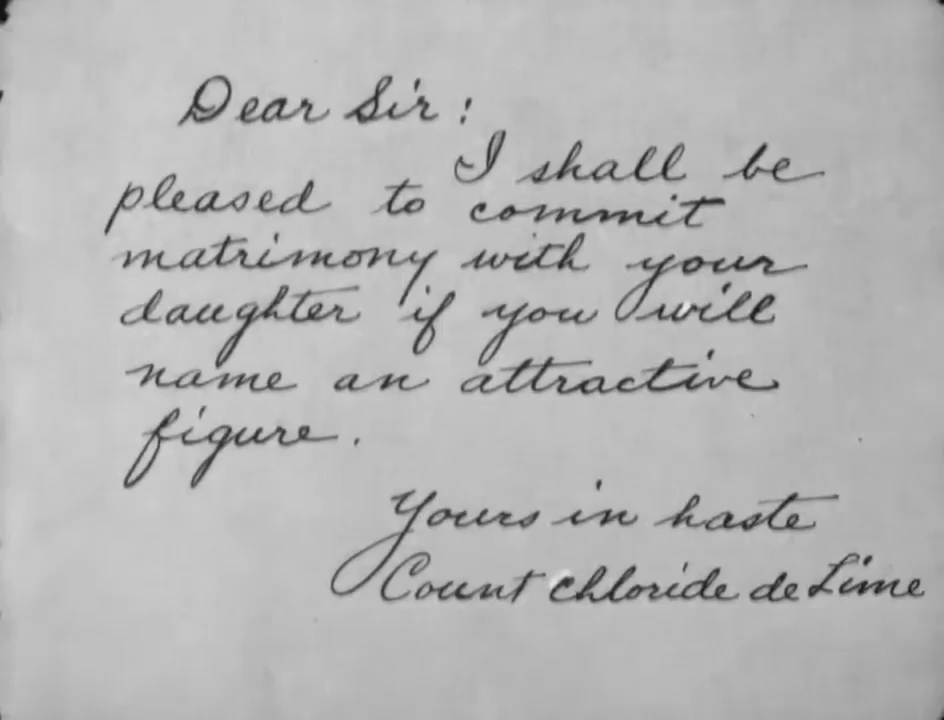 Dear Sir:
I shall be
pleased to commit
matrimony with your
daughter if you will
name an attractive
figure.
Yours in haste
Count Chloride de Lime